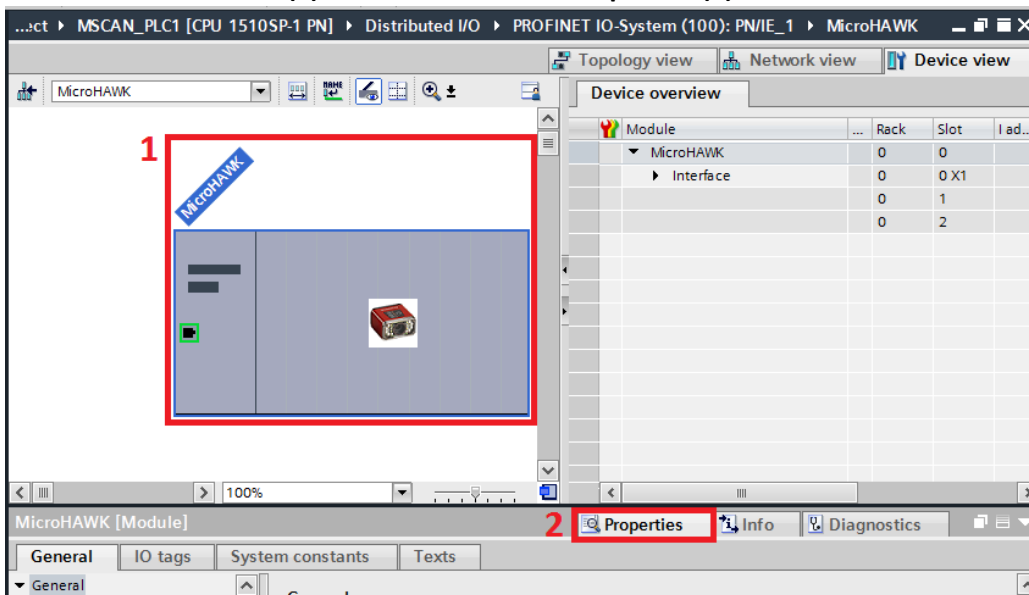 ...ect ▸ MSCAN_PLC1 [CPU 1510SP-1 PN] ▸ Distributed I/O ▸ PROFINET IO-System (100): PN/IE_1 ▸ MicroHAWK
Topology view Network view Device view
MicroHAWK
Device overview
Module ... Rack Slot I ad...
MicroHAWK 0 0
Interface 0 0 X1
0 1
0 2
1
MicroHAWK
100%
MicroHAWK [Module] 2 Properties Info Diagnostics
General IO tags System constants Texts
General